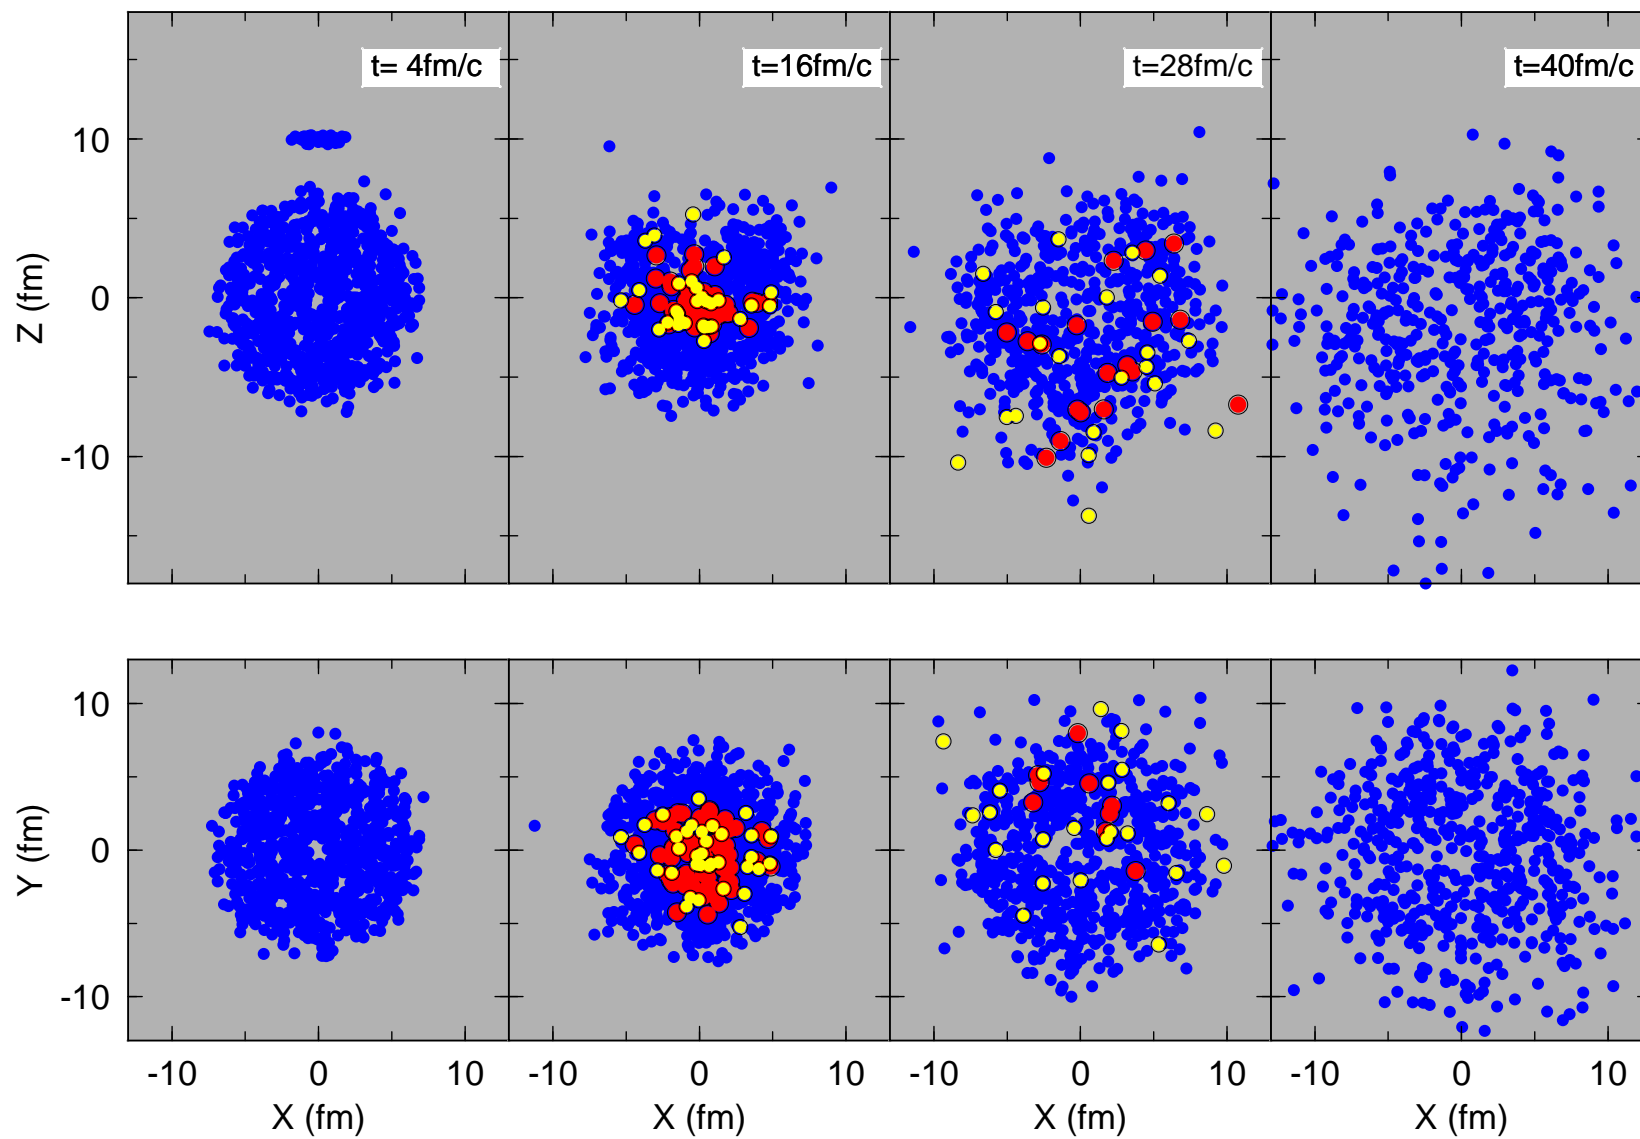 t= 4fm/c t=16fm/c t=28fm/c t=40fm/c
10
0
-10
Z (fm)
10
0
-10
Y (fm)
-10 0 10 -10 0 10 -10 0 10 -10 0 10
X (fm) X (fm) X (fm) X (fm)